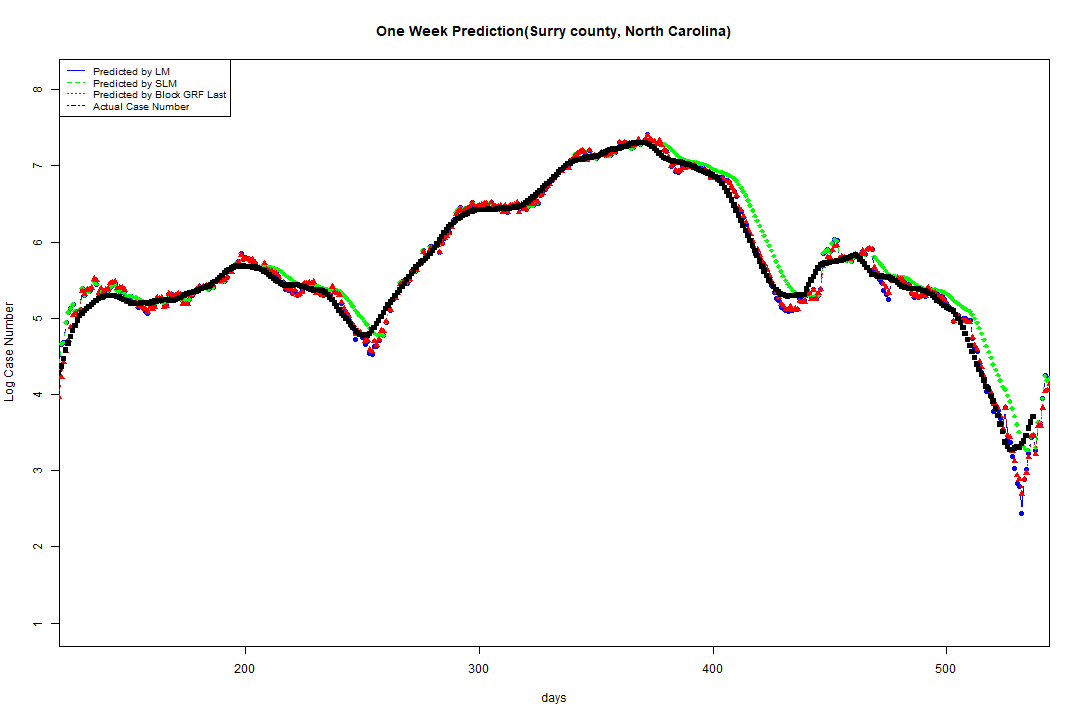 One Week Prediction(Surry county, North Carolina)
Predicted by LM
Predicted by SLM
Predicted by Block GRF Last
Actual Case Number
8
7
6
5
4
3
2
1
Log Case Number
200 300 400 500
days